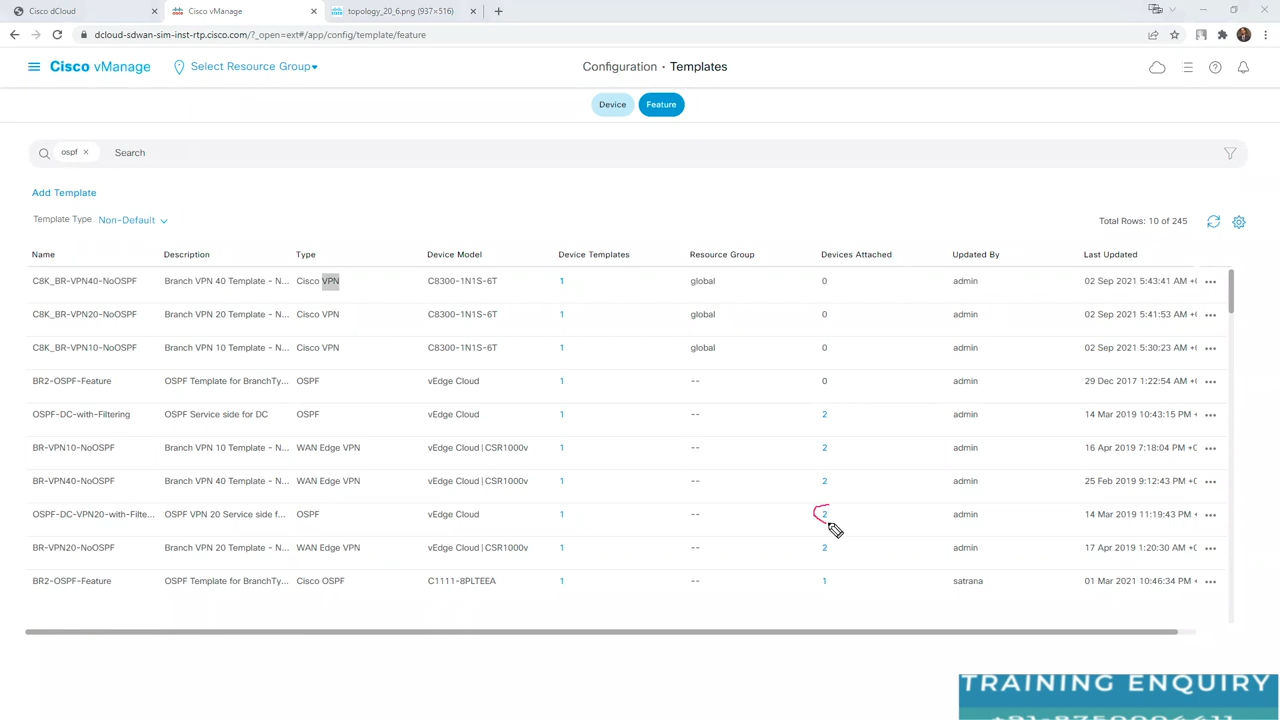 Cisco dCloud
Cisco vManage
topology_20_6.png (937×516)
dcloud-sdwan-sim-inst-rtp.cisco.com/?_open=ext#/app/config/template/feature
Cisco vManage
Select Resource Group
Configuration · Templates
Device
Feature
ospf ×
Search
Add Template
Template Type Non-Default
Total Rows: 10 of 245
Name Description Type Device Model Device Templates Resource Group Devices Attached Updated By Last Updated
C8K_BR-VPN40-NoOSPF Branch VPN 40 Template - N... Cisco VPN C8300-1N1S-6T 1 global 0 admin 02 Sep 2021 5:43:41 AM +( ...
C8K_BR-VPN20-NoOSPF Branch VPN 20 Template - N... Cisco VPN C8300-1N1S-6T 1 global 0 admin 02 Sep 2021 5:41:53 AM +( ...
C8K_BR-VPN10-NoOSPF Branch VPN 10 Template - N... Cisco VPN C8300-1N1S-6T 1 global 0 admin 02 Sep 2021 5:30:23 AM +( ...
BR2-OSPF-Feature OSPF Template for BranchTy... OSPF vEdge Cloud 1 -- 0 admin 29 Dec 2017 1:22:54 AM +( ...
OSPF-DC-with-Filtering OSPF Service side for DC OSPF vEdge Cloud 1 -- 2 admin 14 Mar 2019 10:43:15 PM + ...
BR-VPN10-NoOSPF Branch VPN 10 Template - N... WAN Edge VPN vEdge Cloud | CSR1000v 1 -- 2 admin 16 Apr 2019 7:18:04 PM +( ...
BR-VPN40-NoOSPF Branch VPN 40 Template - N... WAN Edge VPN vEdge Cloud | CSR1000v 1 -- 2 admin 25 Feb 2019 9:12:43 PM +( ...
OSPF-DC-VPN20-with-Filte... OSPF VPN 20 Service side f... OSPF vEdge Cloud 1 -- 2 admin 14 Mar 2019 11:19:43 PM + ...
BR-VPN20-NoOSPF Branch VPN 20 Template - N... WAN Edge VPN vEdge Cloud | CSR1000v 1 -- 2 admin 17 Apr 2019 1:20:30 AM +( ...
BR2-OSPF-Feature OSPF Template for BranchTy... Cisco OSPF C1111-8PLTEEA 1 -- 1 satrana 01 Mar 2021 10:46:34 PM + ...
TRAINING ENQUIRY